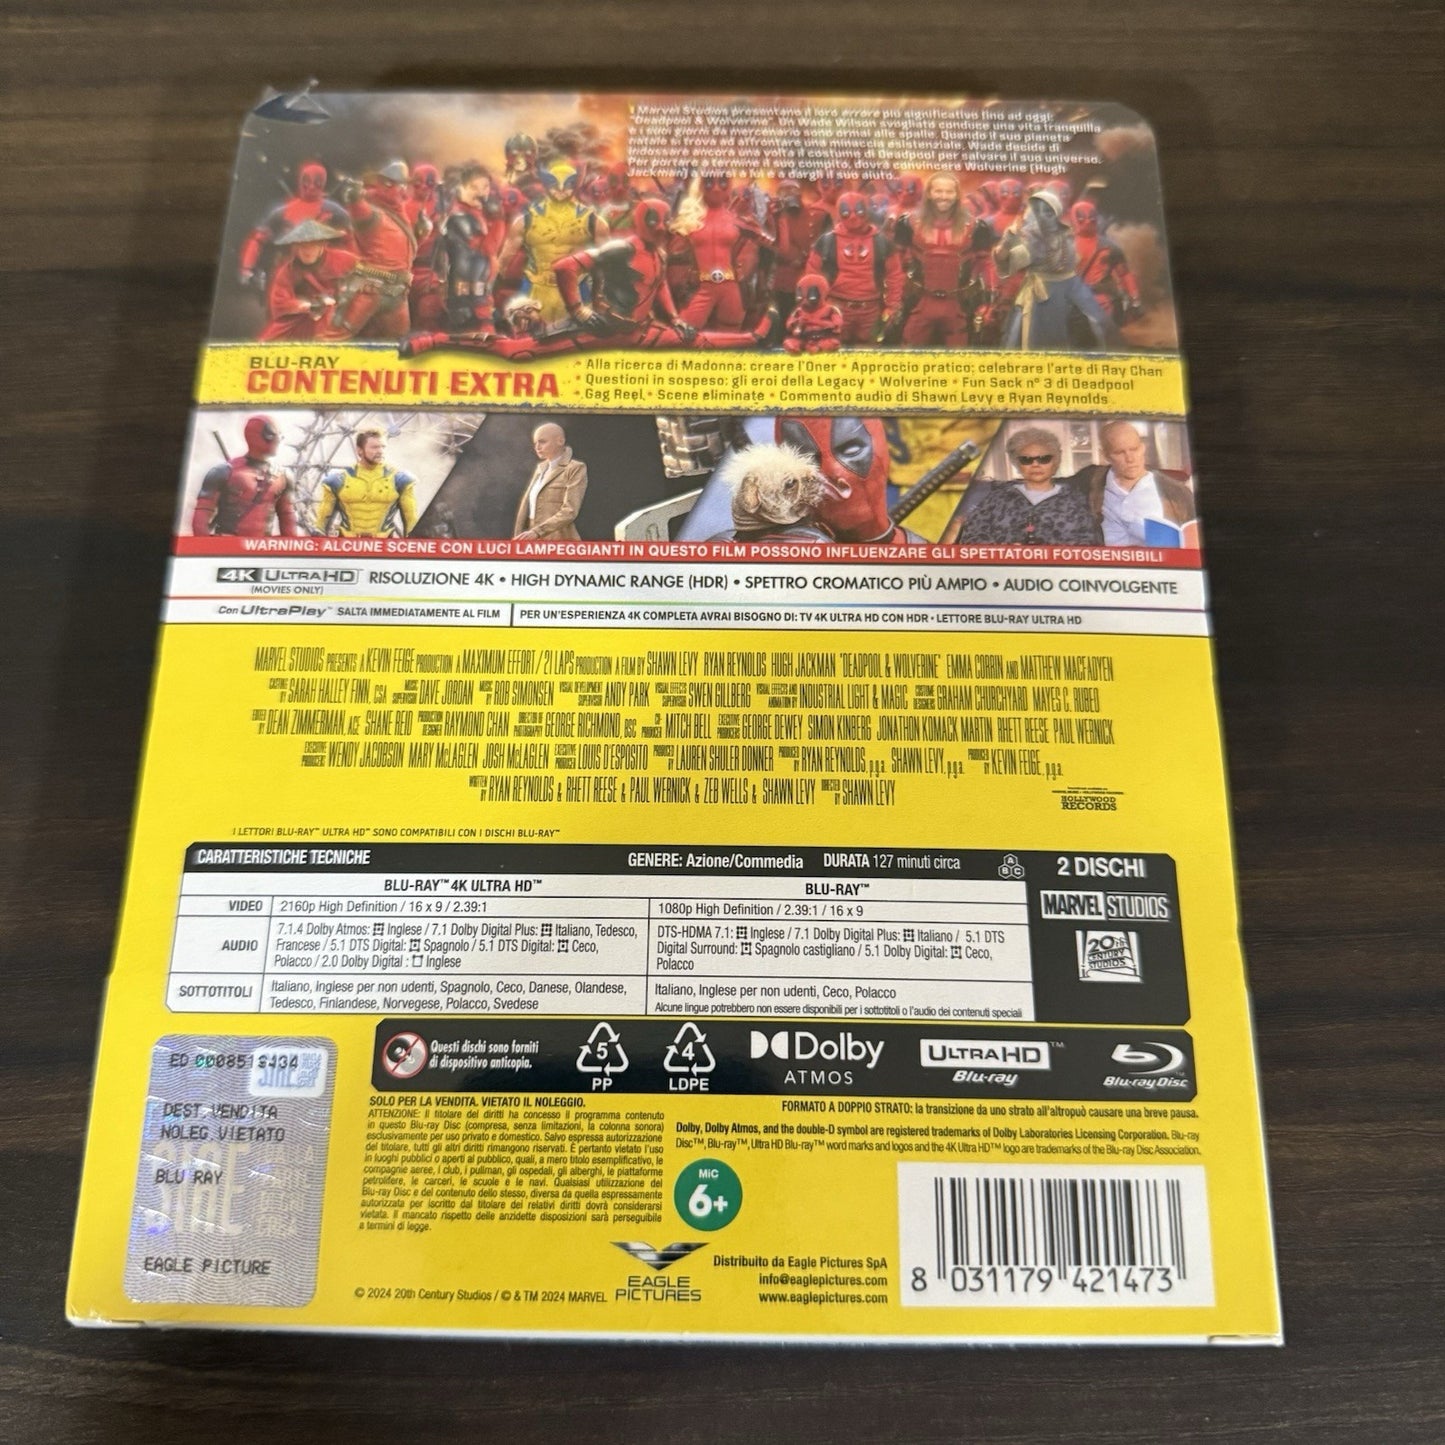 I Marvel Studios presentano il loro errore più significativo fino ad oggi:
"Deadpool & Wolverine". Un Wade Wilson svogliato conduce una vita tranquilla
e i suoi giorni da mercenario sono ormai alle spalle. Quando il suo pianeta
natale si trova ad affrontare una minaccia esistenziale, Wade decide di
indossare ancora una volta il costume di Deadpool per salvare il suo universo.
Per portare a termine il suo compito, dovrà convincere Wolverine (Hugh
Jackman) a unirsi a lui e a dargli il suo aiuto.
BLU-RAY
CONTENUTI EXTRA
• Alla ricerca di Madonna: creare l'Oner • Approccio pratico: celebrare l'arte di Ray Chan
• Questioni in sospeso: gli eroi della Legacy • Wolverine • Fun Sack n° 3 di Deadpool
• Gag Reel • Scene eliminate • Commento audio di Shawn Levy e Ryan Reynolds
WARNING: ALCUNE SCENE CON LUCI LAMPEGGIANTI IN QUESTO FILM POSSONO INFLUENZARE GLI SPETTATORI FOTOSENSIBILI
4K ULTRA HD RISOLUZIONE 4K • HIGH DYNAMIC RANGE (HDR) • SPETTRO CROMATICO PIÙ AMPIO • AUDIO COINVOLGENTE
(MOVIES ONLY)
Con UltraPlay™ SALTA IMMEDIATAMENTE AL FILM PER UN'ESPERIENZA 4K COMPLETA AVRAI BISOGNO DI: TV 4K ULTRA HD CON HDR • LETTORE BLU-RAY ULTRA HD
MARVEL STUDIOS PRESENTS A KEVIN FEIGE PRODUCTION A MAXIMUM EFFORT / 21 LAPS PRODUCTION A FILM BY SHAWN LEVY RYAN REYNOLDS HUGH JACKMAN "DEADPOOL & WOLVERINE" EMMA CORRIN AND MATTHEW MACFADYEN
CASTING BY SARAH HALLEY FINN, CSA MUSIC SUPERVISOR DAVE JORDAN MUSIC BY ROB SIMONSEN VISUAL DEVELOPMENT SUPERVISOR ANDY PARK VISUAL EFFECTS SUPERVISOR SWEN GILLBERG VISUAL EFFECTS AND ANIMATION BY INDUSTRIAL LIGHT & MAGIC COSTUME DESIGNERS GRAHAM CHURCHYARD MAYES C. RUBEO
EDITED BY DEAN ZIMMERMAN, ACE SHANE REID PRODUCTION DESIGNER RAYMOND CHAN DIRECTOR OF PHOTOGRAPHY GEORGE RICHMOND, BSC CO-PRODUCER MITCH BELL EXECUTIVE PRODUCERS GEORGE DEWEY SIMON KINBERG JONATHON KOMACK MARTIN RHETT REESE PAUL WERNICK
EXECUTIVE PRODUCERS WENDY JACOBSON MARY McLAGLEN JOSH McLAGLEN EXECUTIVE PRODUCER LOUIS D'ESPOSITO PRODUCED BY LAUREN SHULER DONNER PRODUCED BY RYAN REYNOLDS, p.g.a. SHAWN LEVY, p.g.a. PRODUCED BY KEVIN FEIGE, p.g.a.
WRITTEN BY RYAN REYNOLDS & RHETT REESE & PAUL WERNICK & ZEB WELLS & SHAWN LEVY DIRECTED BY SHAWN LEVY
HOLLYWOOD
RECORDS
I LETTORI BLU-RAY™ ULTRA HD™ SONO COMPATIBILI CON I DISCHI BLU-RAY™
CARATTERISTICHE TECNICHE GENERE: Azione/Commedia DURATA 127 minuti circa A B C 2 DISCHI
BLU-RAY™ 4K ULTRA HD™ BLU-RAY™
VIDEO 2160p High Definition / 16 x 9 / 2.39:1 1080p High Definition / 2.39:1 / 16 x 9
AUDIO
7.1.4 Dolby Atmos: Inglese / 7.1 Dolby Digital Plus: Italiano, Tedesco,
Francese / 5.1 DTS Digital: Spagnolo / 5.1 DTS Digital: Ceco,
Polacco / 2.0 Dolby Digital : Inglese
DTS-HDMA 7.1: Inglese / 7.1 Dolby Digital Plus: Italiano / 5.1 DTS
Digital Surround: Spagnolo castigliano / 5.1 Dolby Digital: Ceco,
Polacco
SOTTOTITOLI
Italiano, Inglese per non udenti, Spagnolo, Ceco, Danese, Olandese,
Tedesco, Finlandese, Norvegese, Polacco, Svedese
Italiano, Inglese per non udenti, Ceco, Polacco
Alcune lingue potrebbero non essere disponibili per i sottotitoli o l'audio dei contenuti speciali
MARVEL STUDIOS
20TH
CENTURY
STUDIOS
Questi dischi sono forniti
di dispositivo anticopia.
5
PP
4
LDPE
Dolby
ATMOS
ULTRA HD™
Blu-ray
Blu-ray Disc
ED 0008519434
DEST.VENDITA
NOLEG.VIETATO
BLU RAY
EAGLE PICTURE
SOLO PER LA VENDITA. VIETATO IL NOLEGGIO.
ATTENZIONE: Il titolare dei diritti ha concesso il programma contenuto
in questo Blu-ray Disc (compresa, senza limitazioni, la colonna sonora)
esclusivamente per uso privato e domestico. Salvo espressa autorizzazione
del titolare, tutti gli altri diritti rimangono riservati. È pertanto vietato l'uso
in luoghi pubblici o aperti al pubblico, quali, a mero titolo esemplificativo, le
compagnie aeree, i club, i pullman, gli ospedali, gli alberghi, le piattaforme
petrolifere, le carceri, le scuole e le navi. Qualsiasi utilizzazione del
Blu-ray Disc e del contenuto dello stesso, diversa da quella espressamente
autorizzata per iscritto dal titolare dei relativi diritti dovrà considerarsi
vietata. Il mancato rispetto delle anzidette disposizioni sarà perseguibile
a termini di legge.
FORMATO A DOPPIO STRATO: la transizione da uno strato all'altropuò causare una breve pausa.
Dolby, Dolby Atmos, and the double-D symbol are registered trademarks of Dolby Laboratories Licensing Corporation. Blu-ray
Disc™, Blu-ray™, Ultra HD Blu-ray™ word marks and logos and the 4K Ultra HD™ logo are trademarks of the Blu-ray Disc Association.
MiC
6+
EAGLE
PICTURES
Distribuito da Eagle Pictures SpA
info@eaglepictures.com
www.eaglepictures.com
© 2024 20th Century Studios / © & TM 2024 MARVEL
8 031179 421473